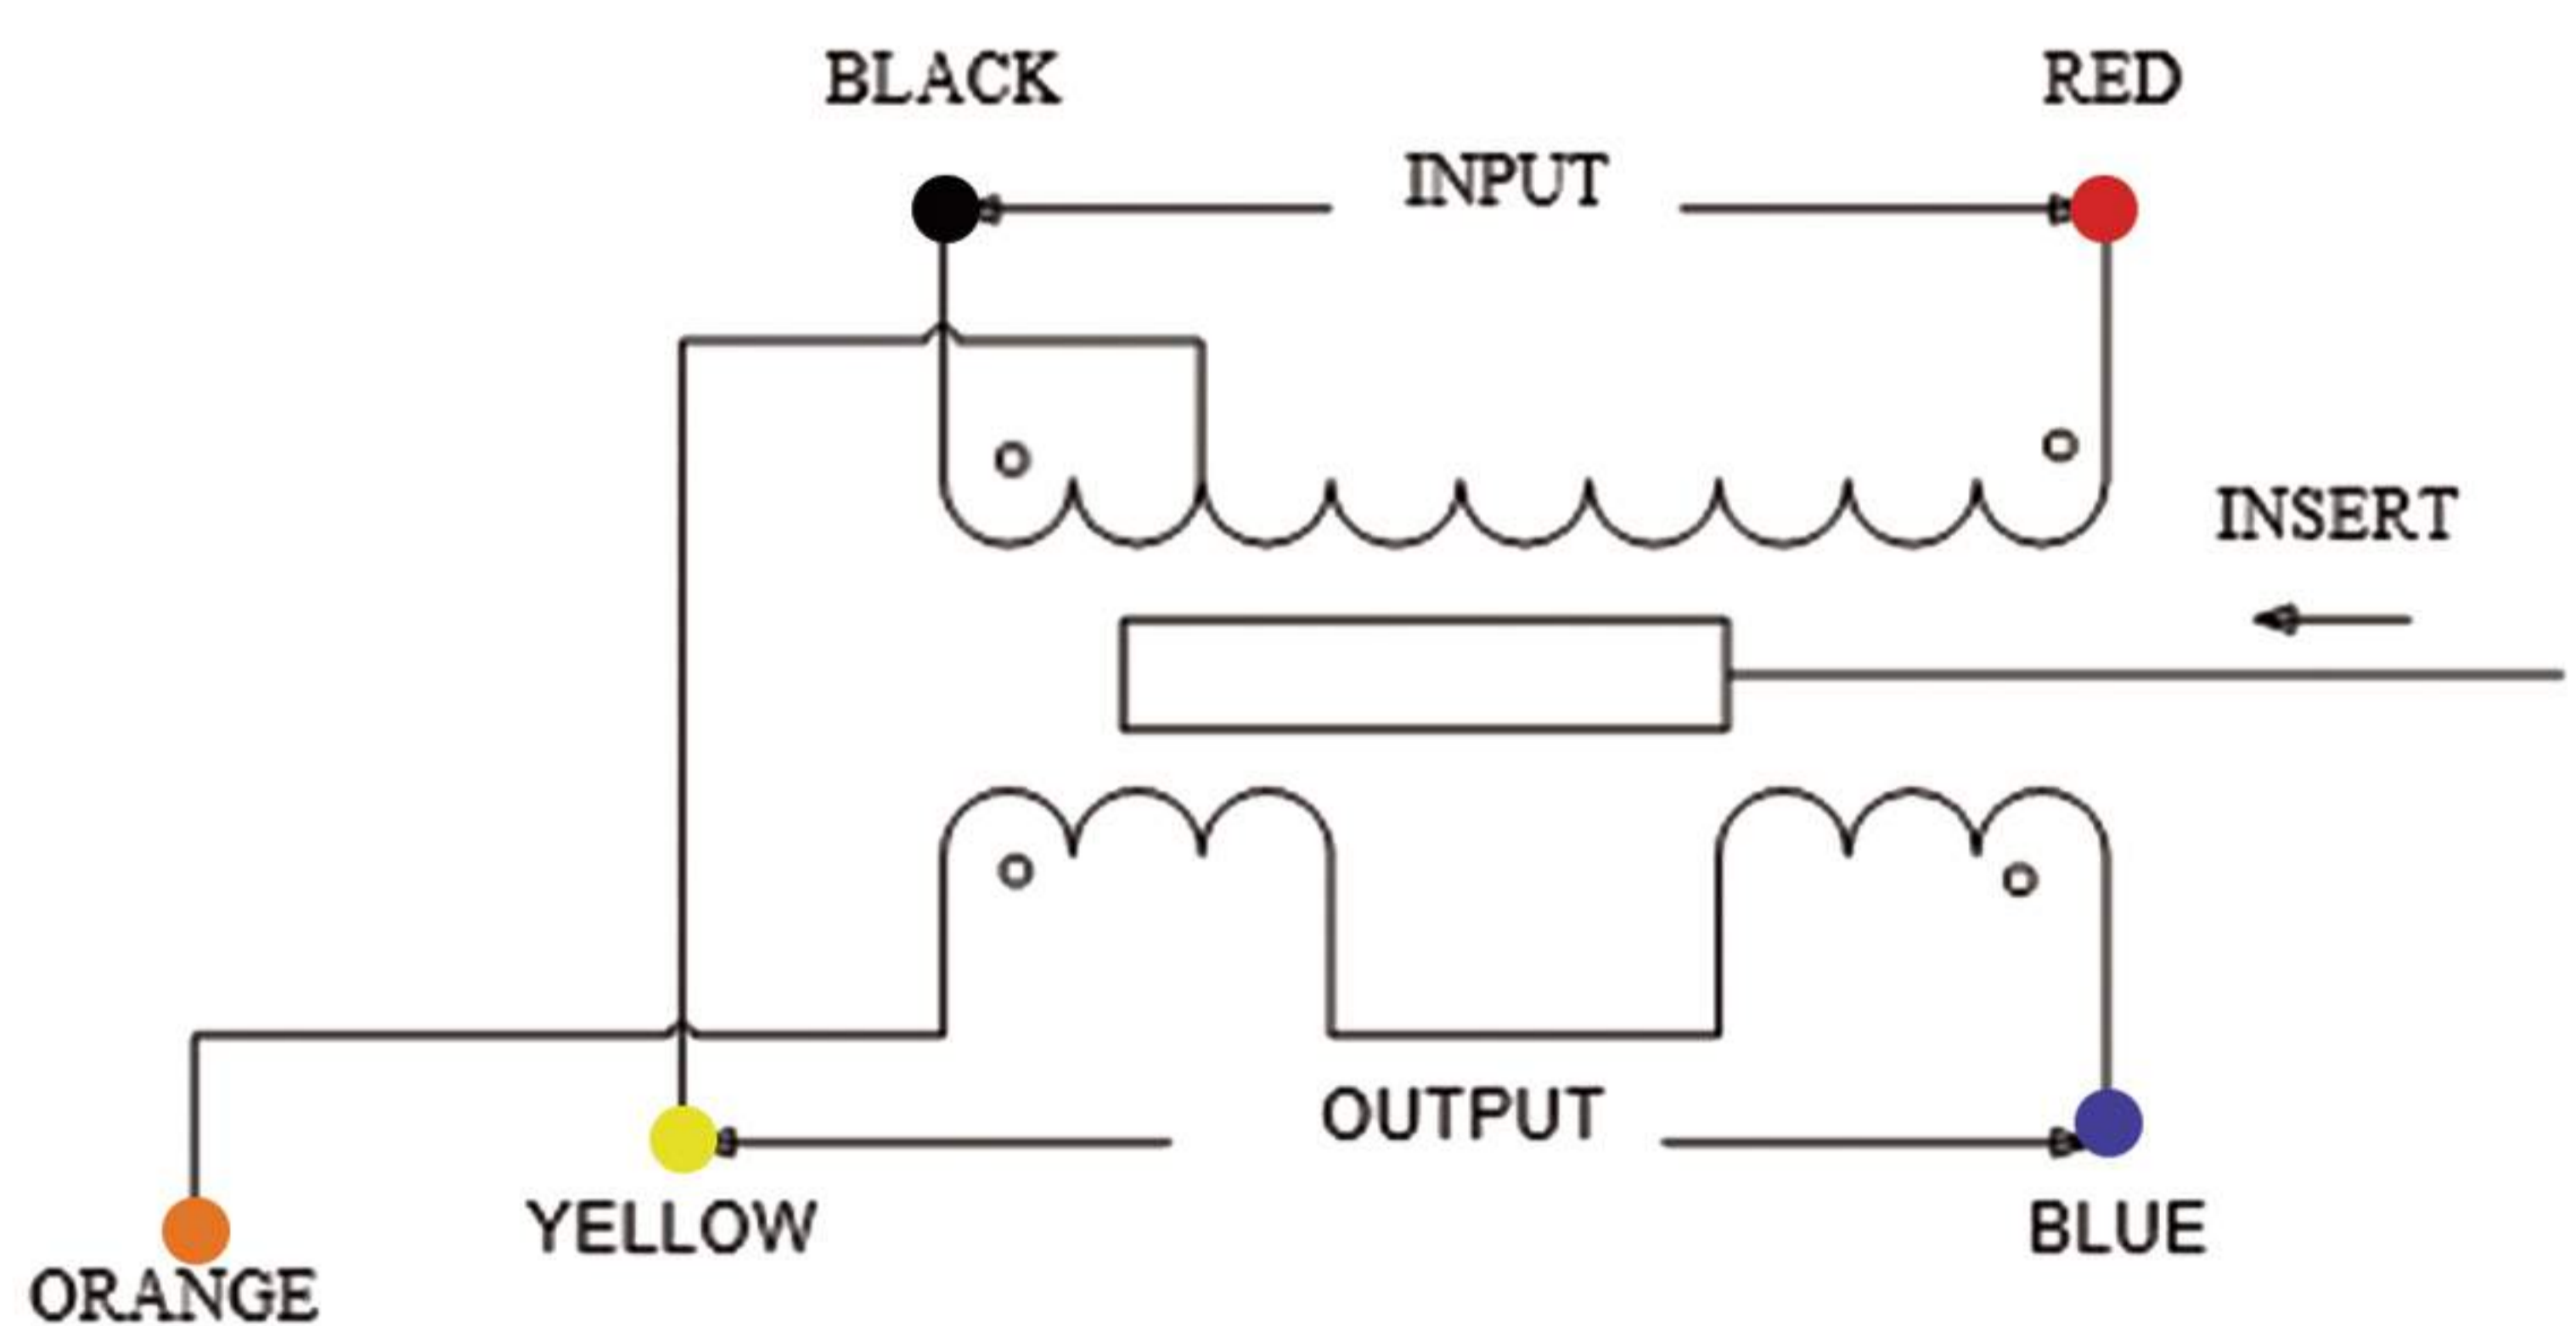 BLACK
RED
INPUT
INSERT
OUTPUT
YELLOW
BLUE
ORANGE